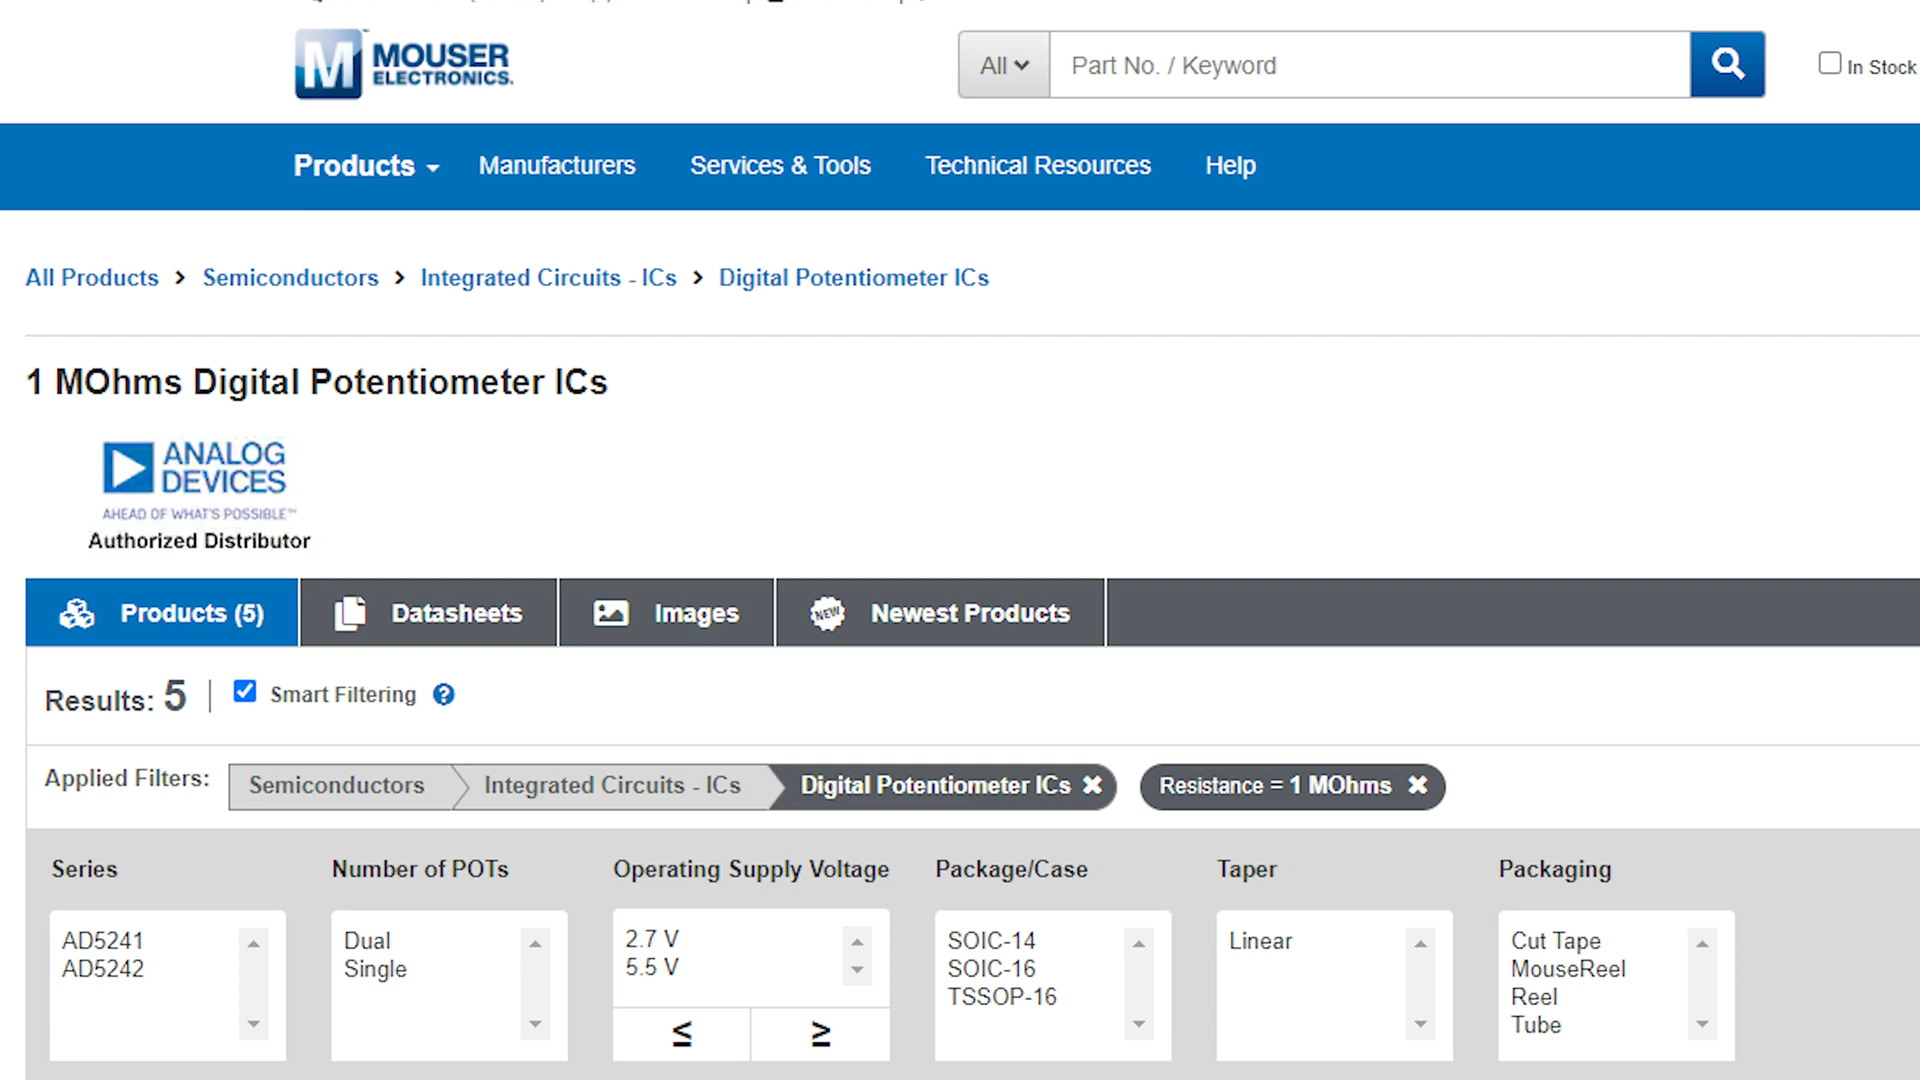 MOUSER
ELECTRONICS.
All
Part No. / Keyword
In Stock
Products Manufacturers Services & Tools Technical Resources Help
All Products > Semiconductors > Integrated Circuits - ICs > Digital Potentiometer ICs
1 MOhms Digital Potentiometer ICs
ANALOG
DEVICES
AHEAD OF WHAT'S POSSIBLE™
Authorized Distributor
Products (5) Datasheets Images NEW Newest Products
Results: 5 | Smart Filtering ?
Applied Filters: Semiconductors Integrated Circuits - ICs Digital Potentiometer ICs ✖ Resistance = 1 MOhms ✖
Series Number of POTs Operating Supply Voltage Package/Case Taper Packaging
AD5241 Dual 2.7 V SOIC-14 Linear Cut Tape
AD5242 Single 5.5 V SOIC-16 MouseReel
TSSOP-16 Reel
≤ ≥ Tube